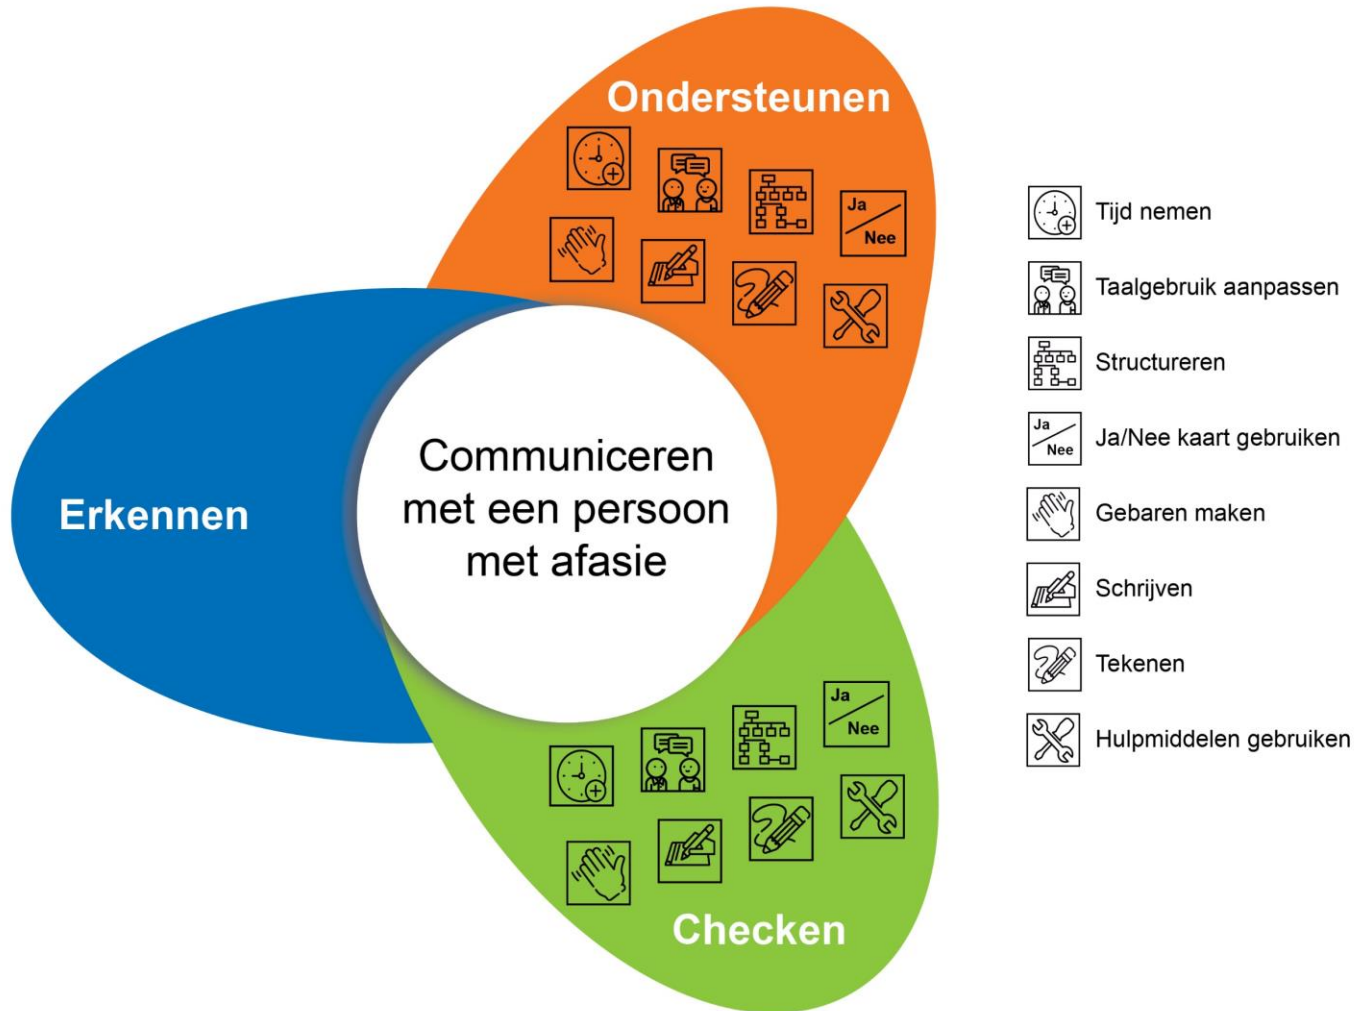 Ondersteunen
Ja
Nee
Erkennen
Communiceren
met een persoon
met afasie
Ja
Nee
Checken
Tijd nemen
Taalgebruik aanpassen
Structureren
Ja
Nee
Ja/Nee kaart gebruiken
Gebaren maken
Schrijven
Tekenen
Hulpmiddelen gebruiken